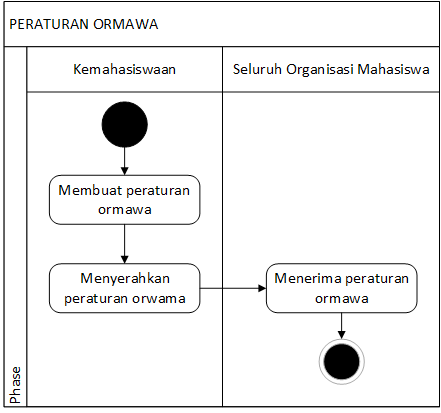 PERATURAN ORMAWA
Kemahasiswaan
Seluruh Organisasi Mahasiswa
Membuat peraturan
ormawa
Menyerahkan
peraturan orwama
Menerima peraturan
ormawa
Phase